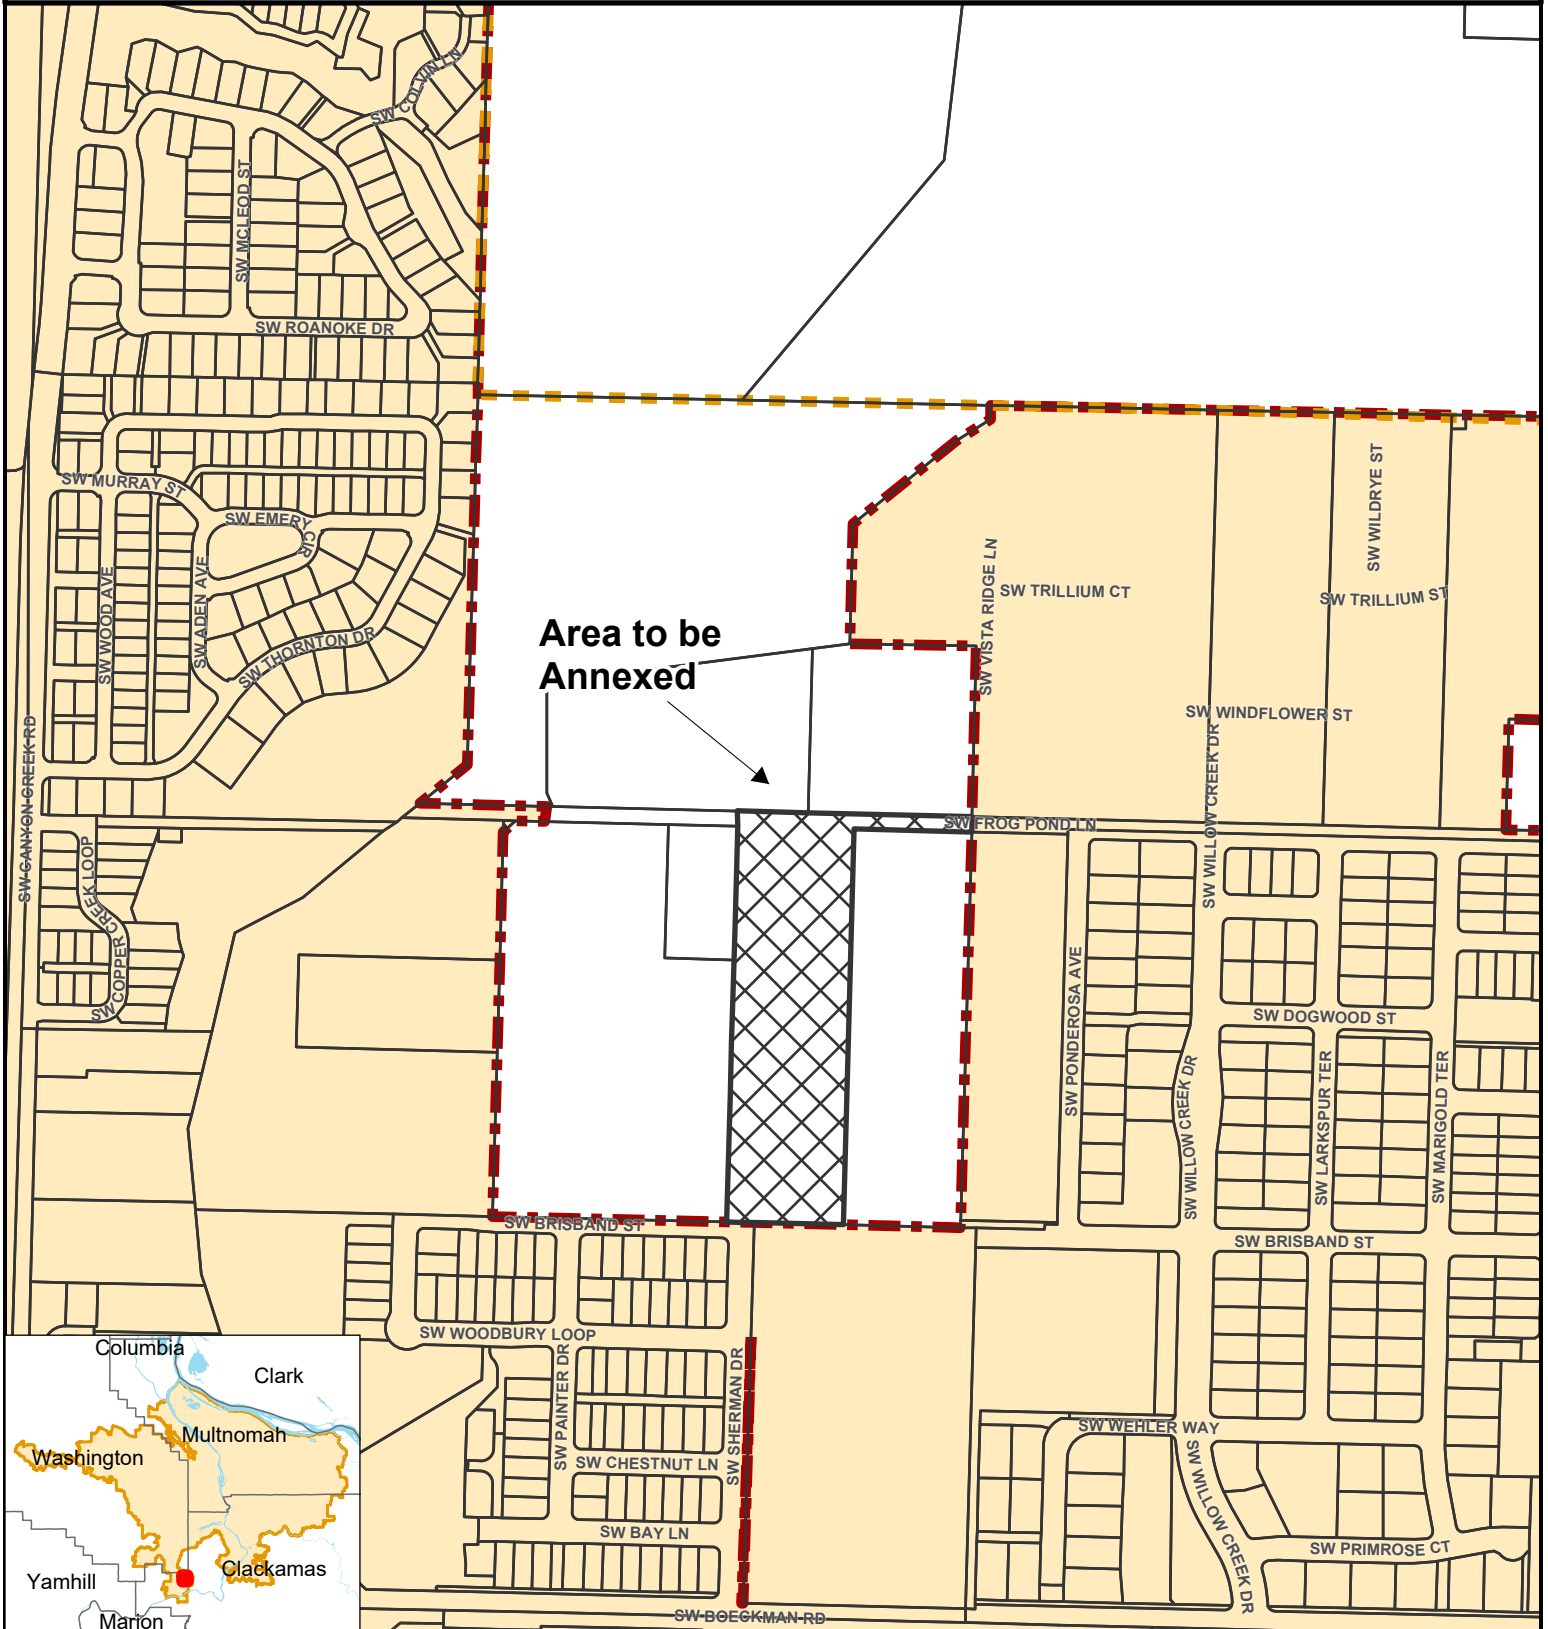 SW COLVIN LN
SW MCLEOD ST
SW ROANOKE DR
SW MURRAY ST
SW EMERY CIR
SW WOOD AVE
SW ADEN AVE
SW THORNTON DR
SW WILDRYE ST
SW VISTA RIDGE LN
SW TRILLIUM CT
SW TRILLIUM ST
Area to be
Annexed
SW WINDFLOWER ST
SW WILLOW CREEK DR
SW CANYON CREEK RD
SW FROG POND LN
SW COPPER CREEK LOOP
SW PONDEROSA AVE
SW DOGWOOD ST
SW WILLOW CREEK DR
SW LARKSPUR TER
SW MARIGOLD TER
SW BRISBAND ST
SW BRISBAND ST
SW WOODBURY LOOP
SW PAINTER DR
SW SHERMAN DR
SW CHESTNUT LN
SW BAY LN
SW WEHLER WAY
SW WILLOW CREEK DR
SW PRIMROSE CT
SW BOECKMAN RD
Columbia
Clark
Multnomah
Washington
Clackamas
Yamhill
Marion